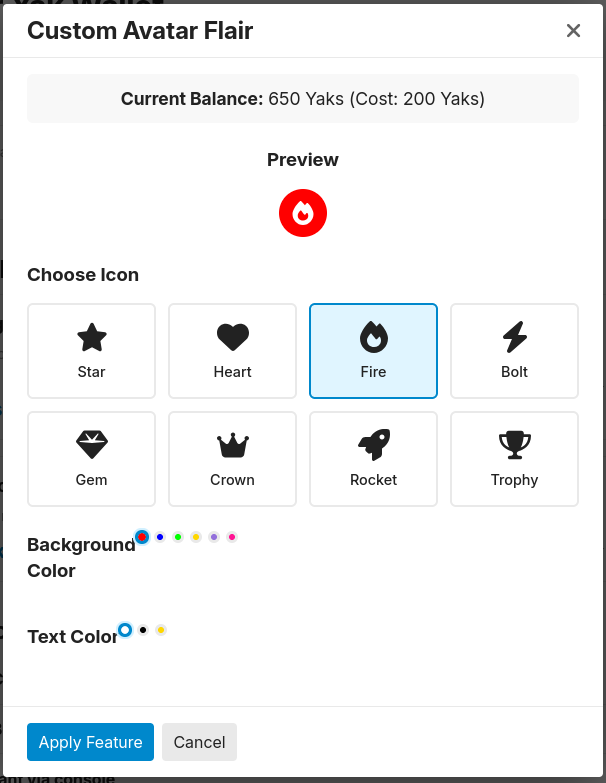 Custom Avatar Flair
Current Balance: 650 Yaks (Cost: 200 Yaks)
Preview
Choose Icon
Star
Heart
Fire
Bolt
Gem
Crown
Rocket
Trophy
Background
Color
Text Color
Apply Feature
Cancel